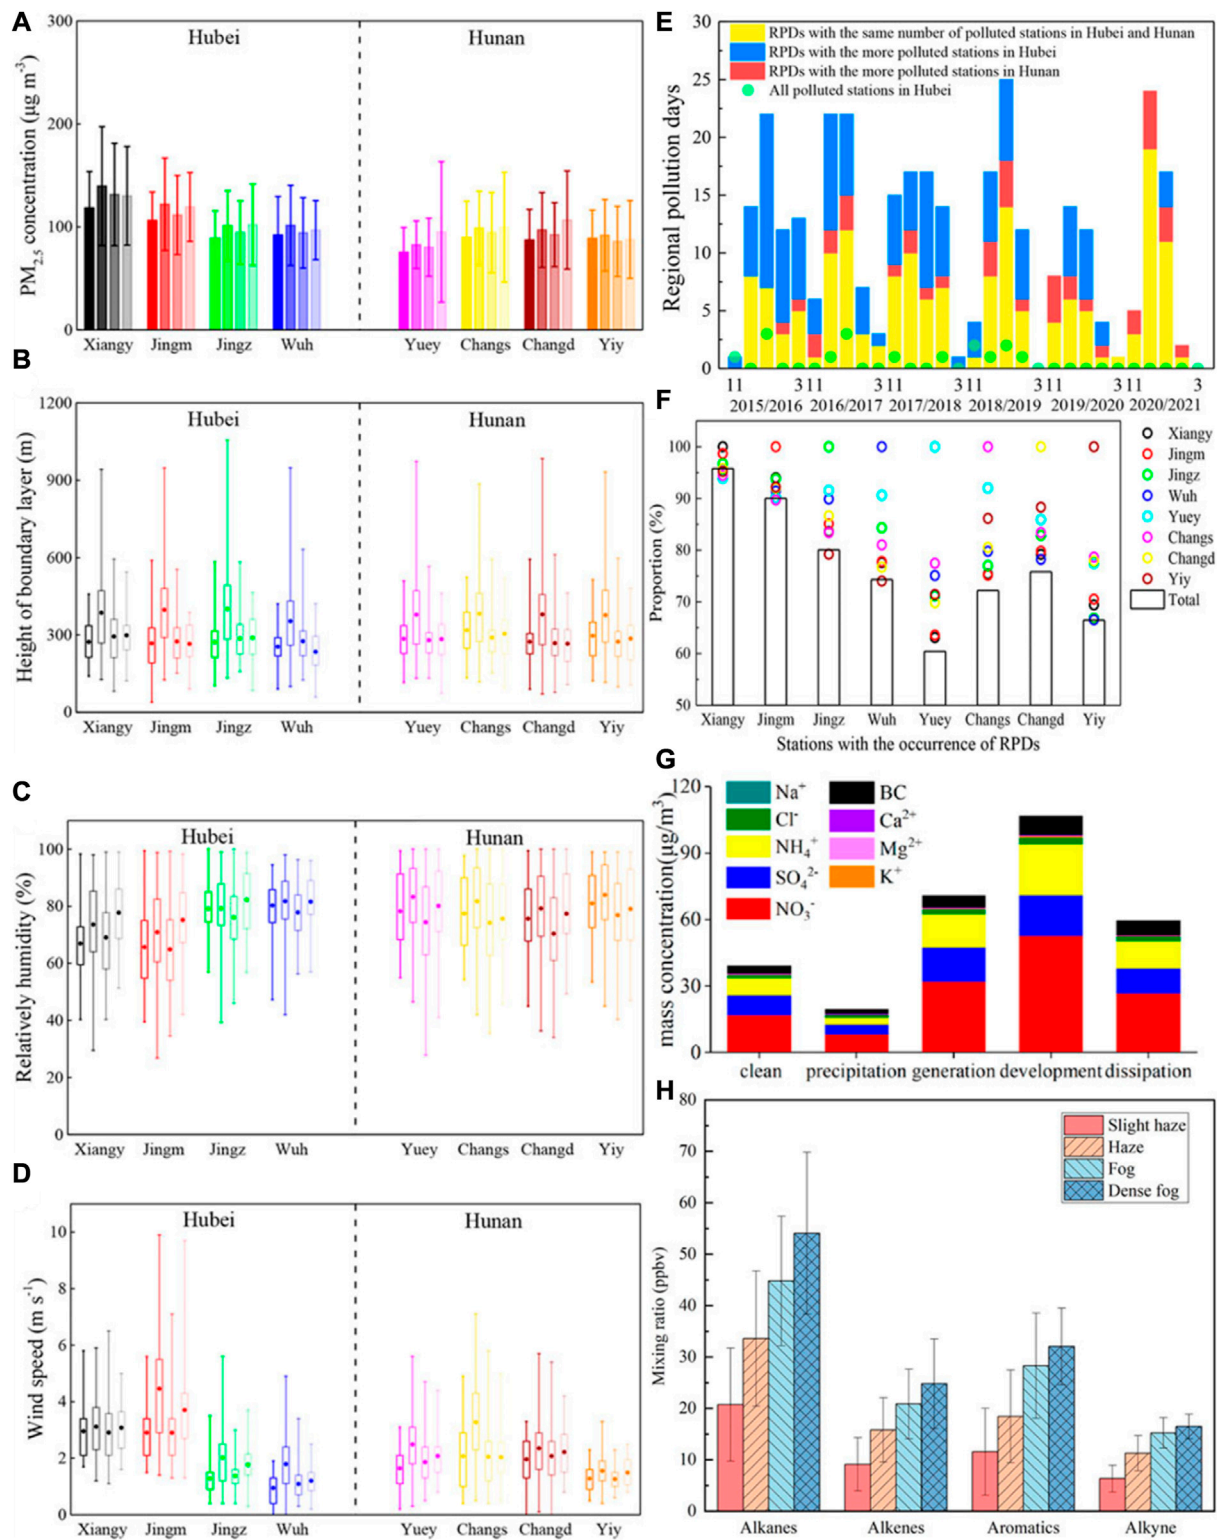 A
Hubei
Hunan
PM2.5 concentration (μg m-3)
300
200
100
0
Xiangy
Jingm
Jingz
Wuh
Yuey
Changs
Changd
Yiy
B
Hubei
Hunan
Height of boundary layer (m)
1200
900
600
300
0
Xiangy
Jingm
Jingz
Wuh
Yuey
Changs
Changd
Yiy
C
Hubei
Hunan
Relatively humidity (%)
100
80
60
40
20
0
Xiangy
Jingm
Jingz
Wuh
Yuey
Changs
Changd
Yiy
D
Hubei
Hunan
Wind speed (m s-1)
10
8
6
4
2
0
Xiangy
Jingm
Jingz
Wuh
Yuey
Changs
Changd
Yiy
E
RPDs with the same number of polluted stations in Hubei and Hunan
RPDs with the more polluted stations in Hubei
RPDs with the more polluted stations in Hunan
All polluted stations in Hubei
Regional pollution days
30
25
20
15
10
5
0
11 3 11 3 11 3 11 3 11 3 11 3
2015/2016 2016/2017 2017/2018 2018/2019 2019/2020 2020/2021
F
Proportion (%)
100
90
80
70
60
50
Xiangy
Jingm
Jingz
Wuh
Yuey
Changs
Changd
Yiy
Stations with the occurrence of RPDs
Xiangy
Jingm
Jingz
Wuh
Yuey
Changs
Changd
Yiy
Total
G
mass concentration(μg/m3)
120
90
60
30
0
Na+
Cl-
NH4+
SO42-
NO3-
BC
Ca2+
Mg2+
K+
clean
precipitation
generation
development
dissipation
H
Mixing ratio (ppbv)
80
70
60
50
40
30
20
10
0
Slight haze
Haze
Fog
Dense fog
Alkanes
Alkenes
Aromatics
Alkyne